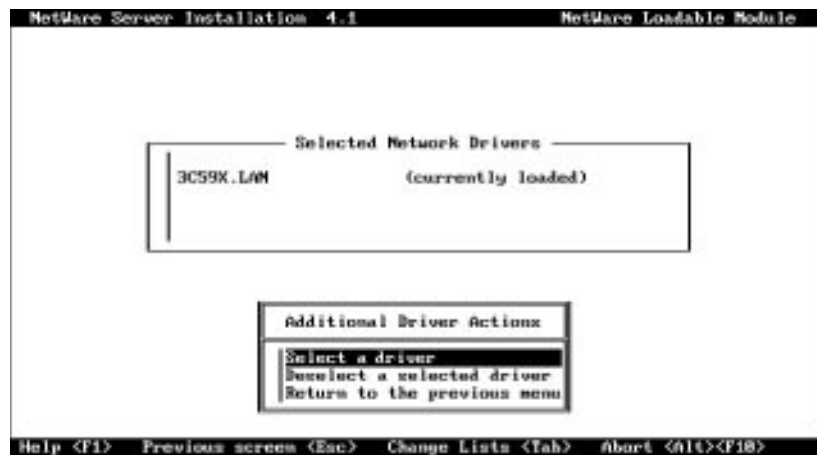 NetWare Server Installation 4.1 NetWare Loadable Module
Selected Network Drivers
3C59X.LAN (currently loaded)
Additional Driver Actions
Select a driver
Deselect a selected driver
Return to the previous menu
Help <F1> Previous screen <Esc> Change Lists <Tab> Abort <Alt><F10>